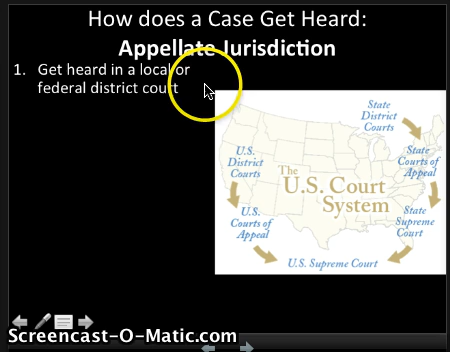 How does a Case Get Heard:
Appellate Jurisdiction
1. Get heard in a local or
federal district court
State
District
Courts
U.S.
District
Courts
State
Courts of
Appeal
The
U.S. Court
System
U.S.
Courts of
Appeal
State
Supreme
Court
U.S. Supreme Court
Screencast-O-Matic.com